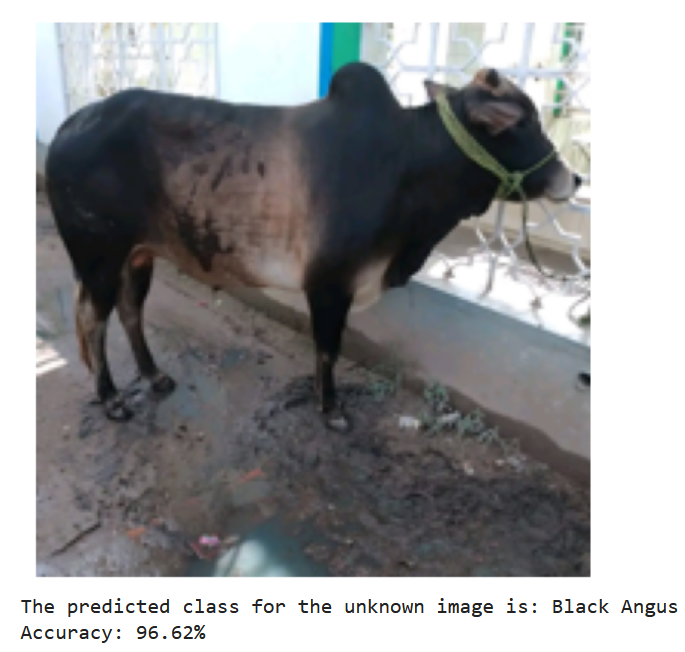 The predicted class for the unknown image is: Black Angus
Accuracy: 96.62%